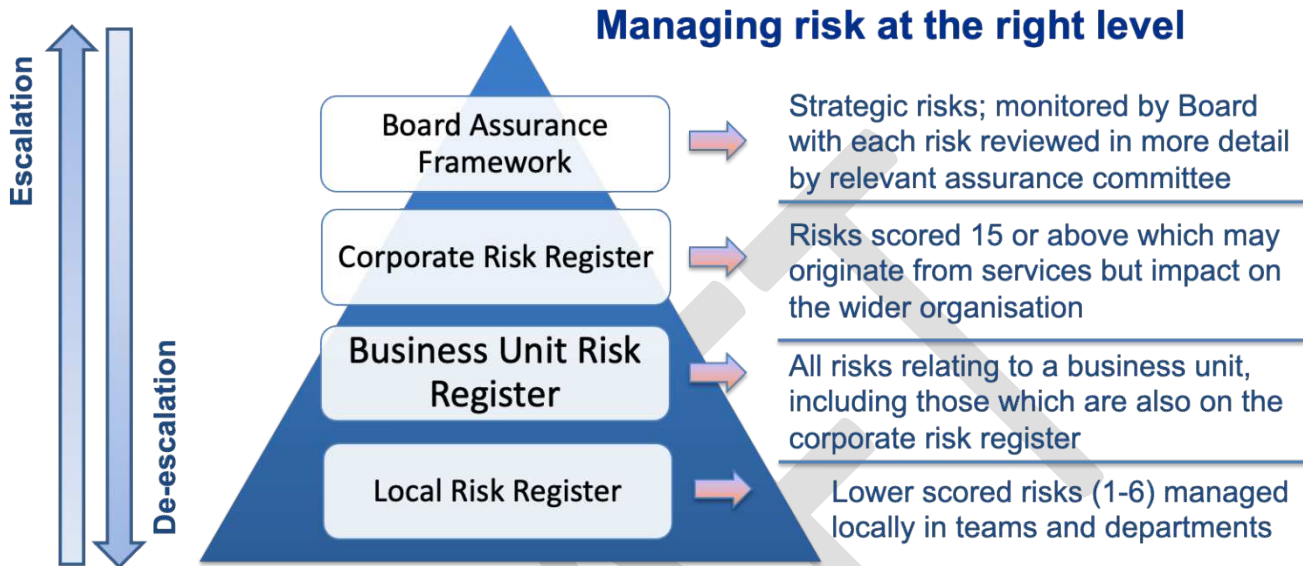 Managing risk at the right level
Escalation
De-escalation
Board Assurance
Framework
Strategic risks; monitored by Board
with each risk reviewed in more detail
by relevant assurance committee
Corporate Risk Register
Risks scored 15 or above which may
originate from services but impact on
the wider organisation
Business Unit Risk
Register
All risks relating to a business unit,
including those which are also on the
corporate risk register
Local Risk Register
Lower scored risks (1-6) managed
locally in teams and departments